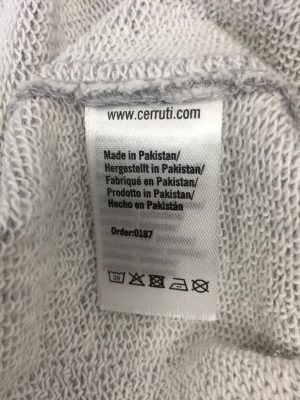 www.cerruti.com
Made in Pakistan/
Hergestellt in Pakistan/
Fabriqué en Pakistan/
Prodotto in Pakistan/
Hecho en Pakistán
Order:0187
30